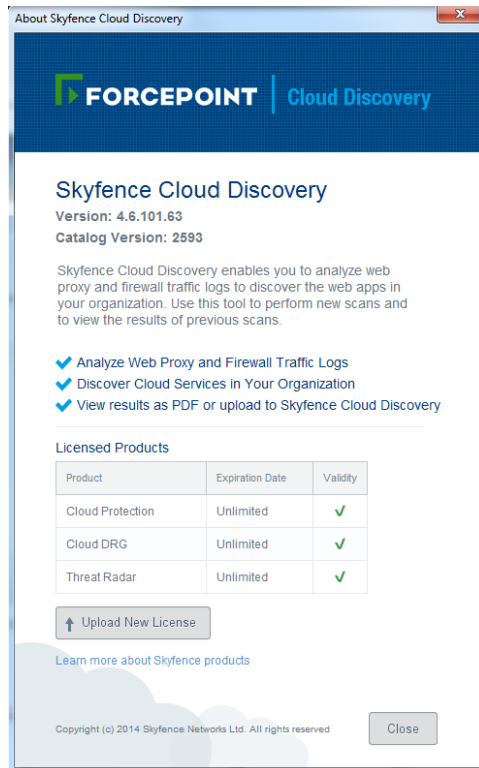 About Skyfence Cloud Discovery
FORCEPOINT Cloud Discovery
Skyfence Cloud Discovery
Version: 4.6.101.63
Catalog Version: 2593
Skyfence Cloud Discovery enables you to analyze web
proxy and firewall traffic logs to discover the web apps in
your organization. Use this tool to perform new scans and
to view the results of previous scans.
Analyze Web Proxy and Firewall Traffic Logs
Discover Cloud Services in Your Organization
View results as PDF or upload to Skyfence Cloud Discovery
Licensed Products
Product Expiration Date Validity
Cloud Protection Unlimited
Cloud DRG Unlimited
Threat Radar Unlimited
Upload New License
Learn more about Skyfence products
Copyright (c) 2014 Skyfence Networks Ltd. All rights reserved
Close